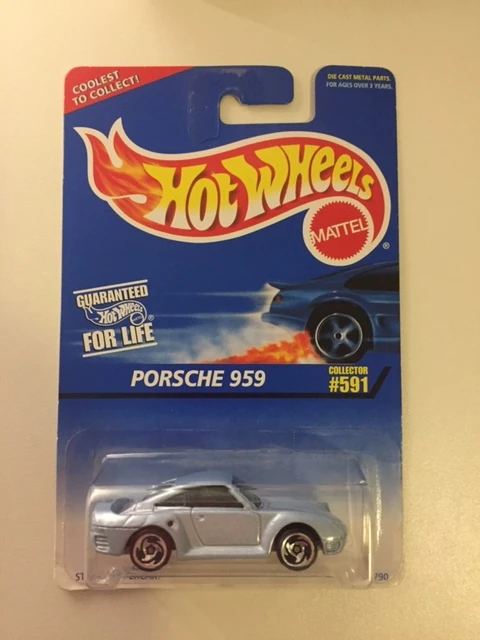 COOLEST
TO COLLECT!
DIE CAST METAL PARTS.
FOR AGES OVER 3 YEARS.
HOT WHEELS
MATTEL
®
GUARANTEED
HOT WHEELS
FOR LIFE
PORSCHE 959
COLLECTOR
#591